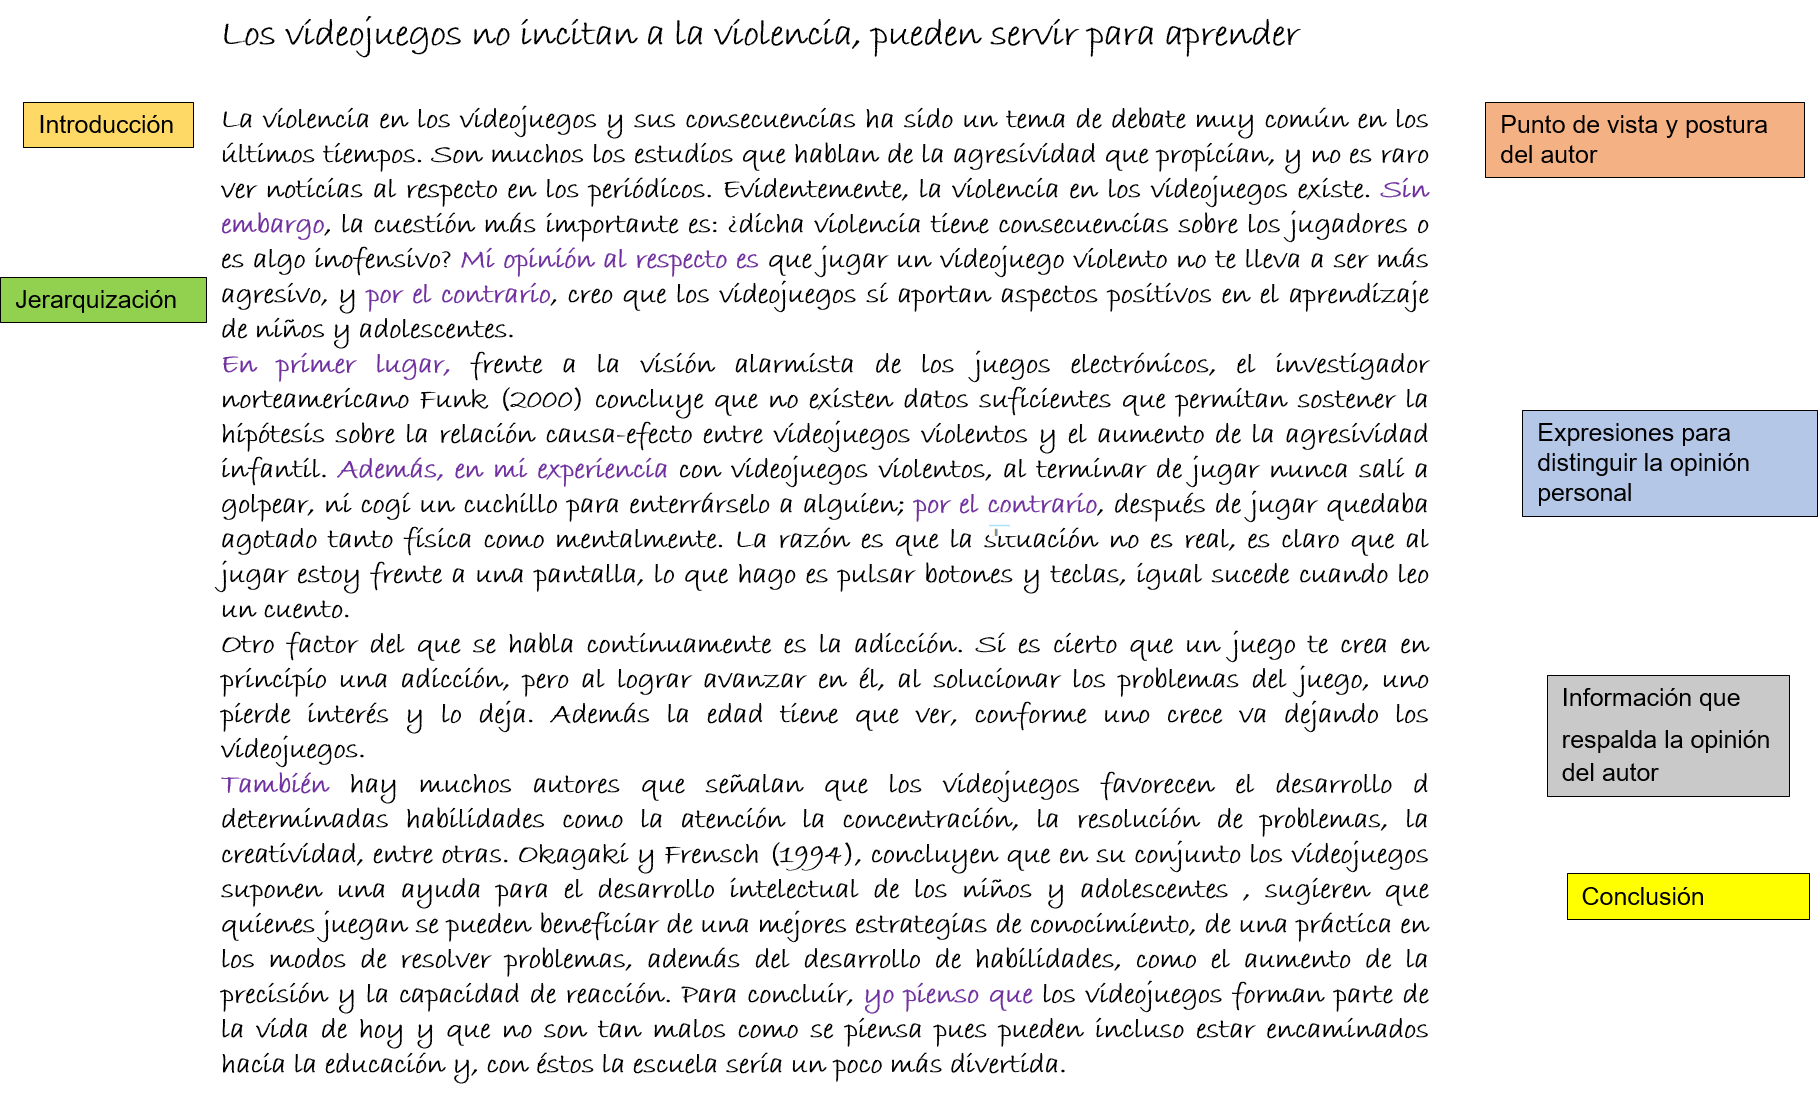 Los videojuegos no incitan a la violencia, pueden servir para aprender
Introducción
La violencia en los videojuegos y sus consecuencias ha sido un tema de debate muy común en los
últimos tiempos. Son muchos los estudios que hablan de la agresividad que propician, y no es raro
ver noticias al respecto en los periódicos. Evidentemente, la violencia en los videojuegos existe. Sin
embargo, la cuestión más importante es: ¿dicha violencia tiene consecuencias sobre los jugadores o
es algo inofensivo? Mi opinión al respecto es que jugar un videojuego violento no te lleva a ser más
agresivo, y por el contrario, creo que los videojuegos sí aportan aspectos positivos en el aprendizaje
de niños y adolescentes.
Jerarquización
Punto de vista y postura
del autor
En primer lugar, frente a la visión alarmista de los juegos electrónicos, el investigador
norteamericano Funk (2000) concluye que no existen datos suficientes que permitan sostener la
hipótesis sobre la relación causa-efecto entre videojuegos violentos y el aumento de la agresividad
infantil. Además, en mi experiencia con videojuegos violentos, al terminar de jugar nunca salí a
golpear, ni cogí un cuchillo para enterrárselo a alguien; por el contrario, después de jugar quedaba
agotado tanto física como mentalmente. La razón es que la situación no es real, es claro que al
jugar estoy frente a una pantalla, lo que hago es pulsar botones y teclas, igual sucede cuando leo
un cuento.
Expresiones para
distinguir la opinión
personal
Otro factor del que se habla continuamente es la adicción. Sí es cierto que un juego te crea en
principio una adicción, pero al lograr avanzar en él, al solucionar los problemas del juego, uno
pierde interés y lo deja. Además la edad tiene que ver, conforme uno crece va dejando los
videojuegos.
Información que
respalda la opinión
del autor
También hay muchos autores que señalan que los videojuegos favorecen el desarrollo d
determinadas habilidades como la atención la concentración, la resolución de problemas, la
creatividad, entre otras. Okagaki y Frensch (1994), concluyen que en su conjunto los videojuegos
suponen una ayuda para el desarrollo intelectual de los niños y adolescentes , sugieren que
quienes juegan se pueden beneficiar de una mejores estrategias de conocimiento, de una práctica en
los modos de resolver problemas, además del desarrollo de habilidades, como el aumento de la
precisión y la capacidad de reacción. Para concluir, yo pienso que los videojuegos forman parte de
la vida de hoy y que no son tan malos como se piensa pues pueden incluso estar encaminados
hacia la educación y, con éstos la escuela sería un poco más divertida.
Conclusión